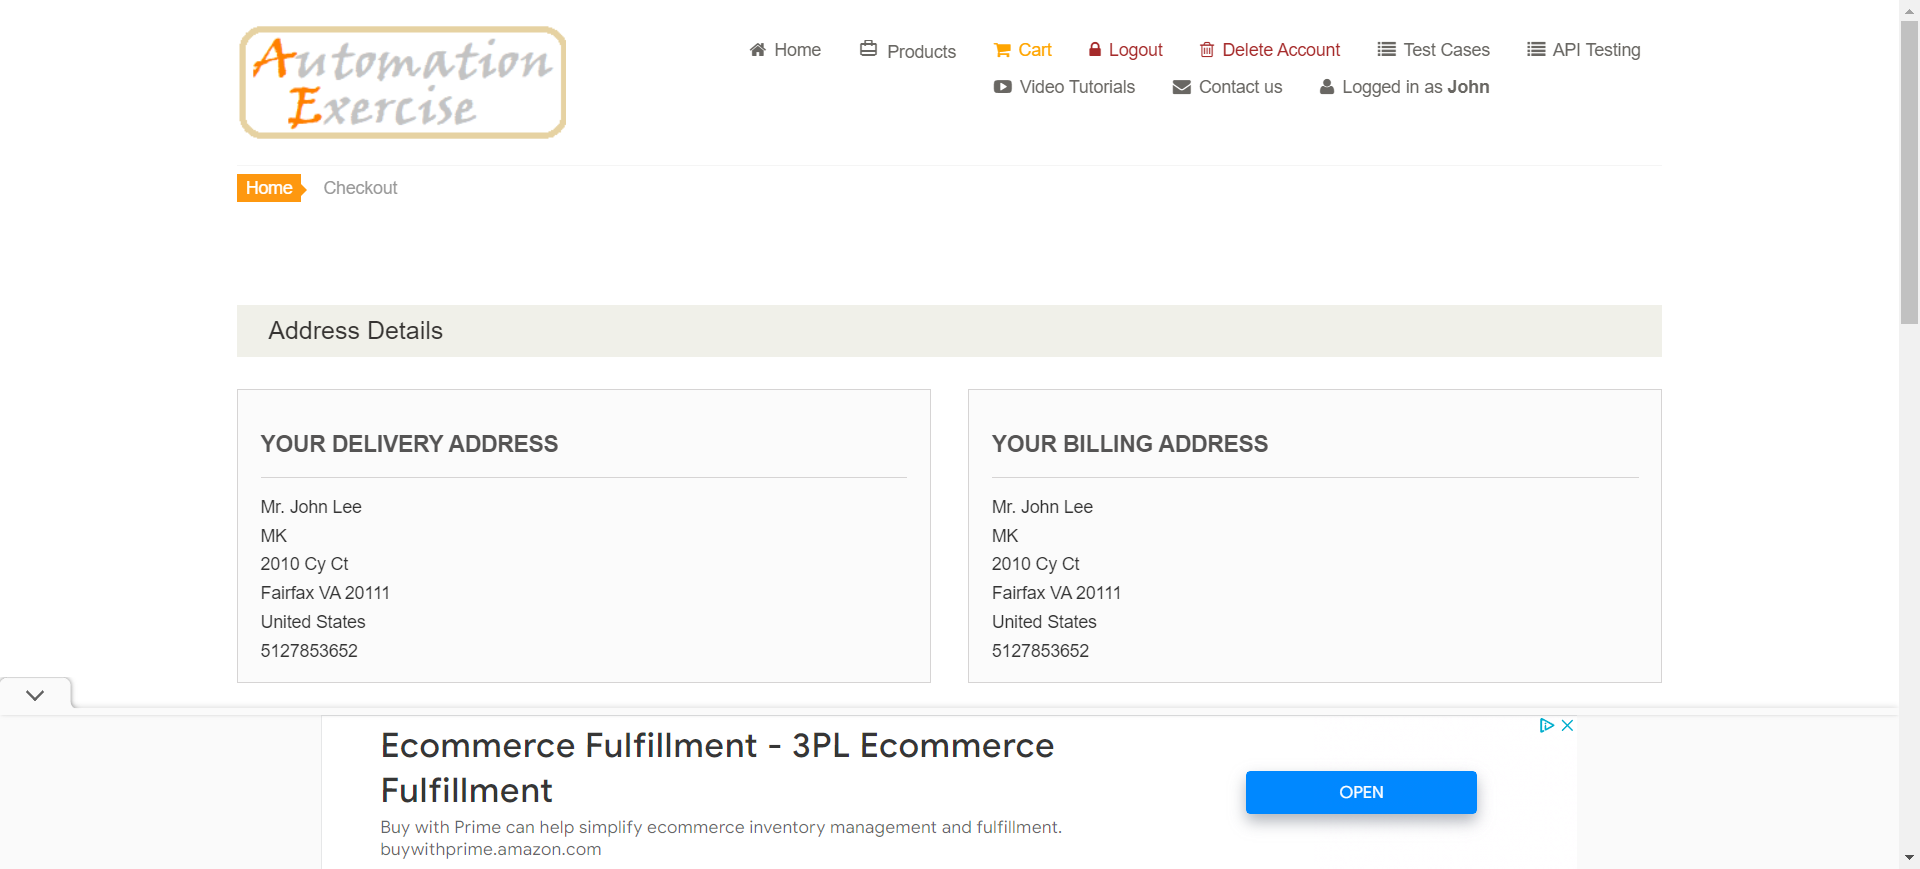 Automation
Exercise
Home Products Cart Logout Delete Account Test Cases API Testing
Video Tutorials Contact us Logged in as John
Home Checkout
Address Details
YOUR DELIVERY ADDRESS
Mr. John Lee
MK
2010 Cy Ct
Fairfax VA 20111
United States
5127853652
YOUR BILLING ADDRESS
Mr. John Lee
MK
2010 Cy Ct
Fairfax VA 20111
United States
5127853652
Ecommerce Fulfillment - 3PL Ecommerce
Fulfillment
Buy with Prime can help simplify ecommerce inventory management and fulfillment.
buywithprime.amazon.com
OPEN